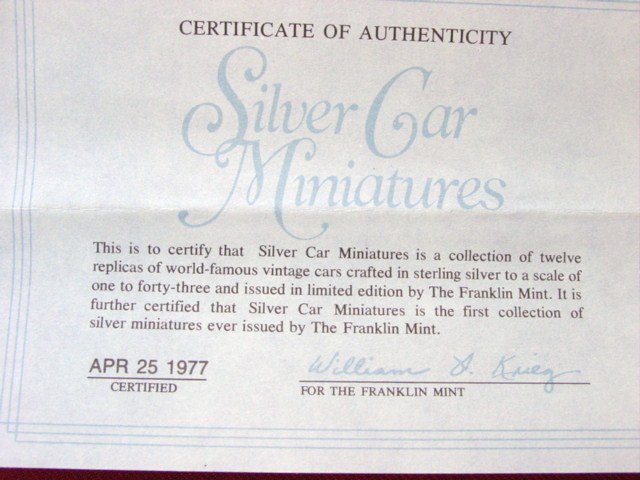 CERTIFICATE OF AUTHENTICITY
Silver Car
Miniatures
This is to certify that Silver Car Miniatures is a collection of twelve
replicas of world-famous vintage cars crafted in sterling silver to a scale of
one to forty-three and issued in limited edition by The Franklin Mint. It is
further certified that Silver Car Miniatures is the first collection of
silver miniatures ever issued by The Franklin Mint.
APR 25 1977
CERTIFIED
William D. Krieg
FOR THE FRANKLIN MINT